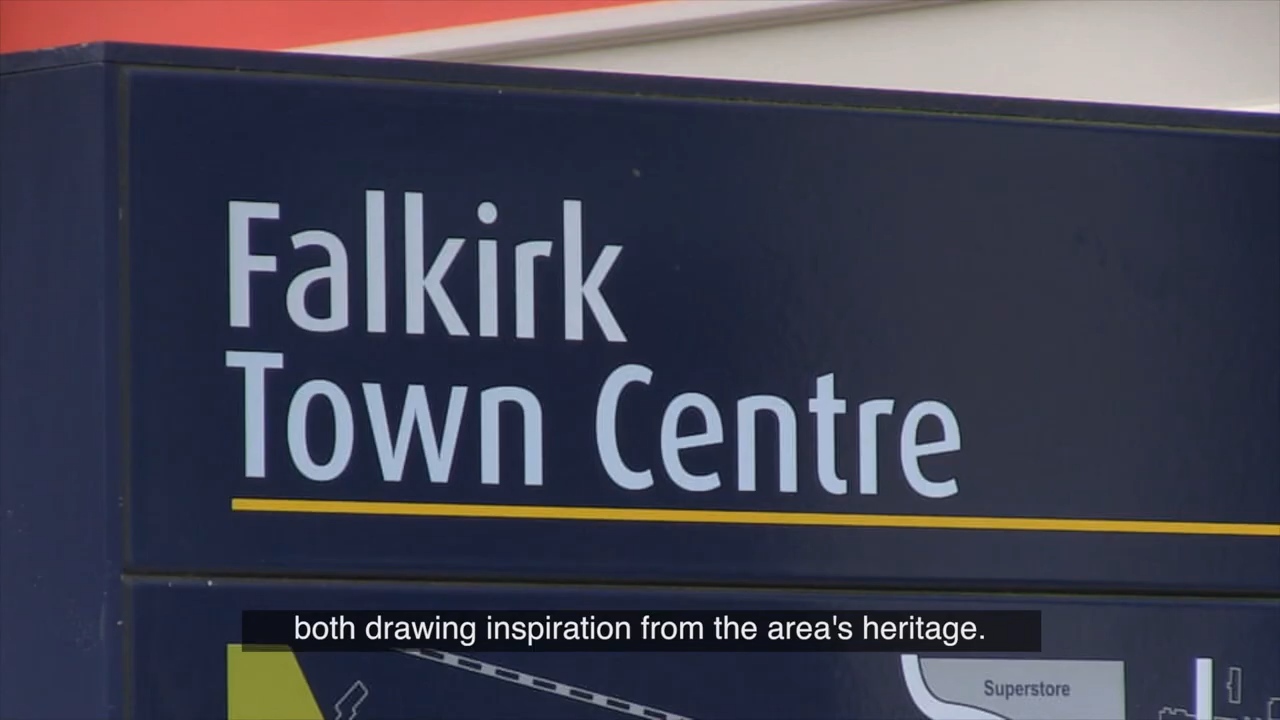 Falkirk
Town Centre
both drawing inspiration from the area's heritage.
Superstore